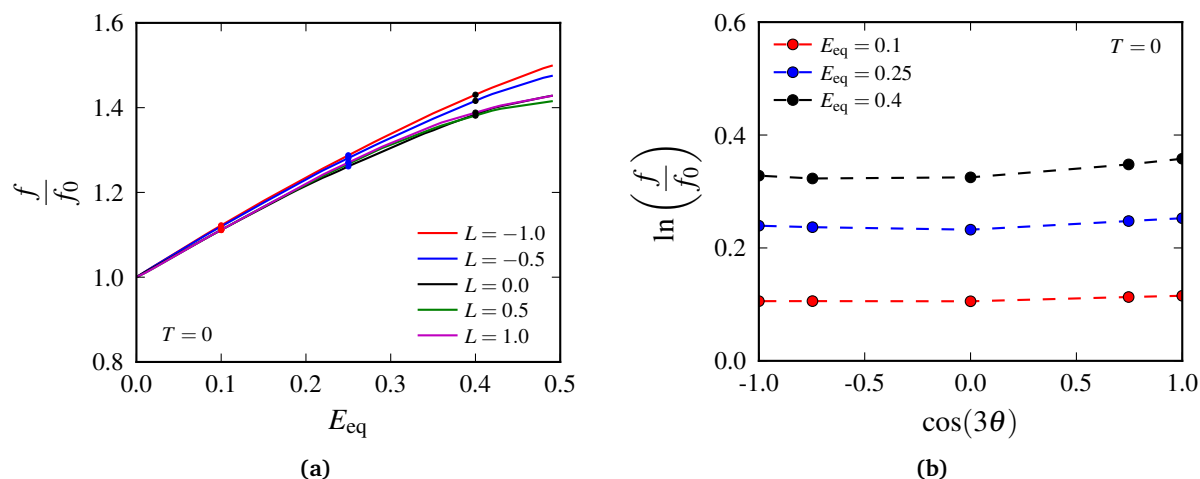 1.6
1.4
1.2
1.0
0.8
f/f0
L = −1.0
L = −0.5
L = 0.0
L = 0.5
L = 1.0
T = 0
0.0 0.1 0.2 0.3 0.4 0.5
Eeq
(a)
0.6
0.4
0.2
0.0
ln (f/f0)
Eeq = 0.1
Eeq = 0.25
Eeq = 0.4
T = 0
-1.0 -0.5 0.0 0.5 1.0
cos(3θ)
(b)